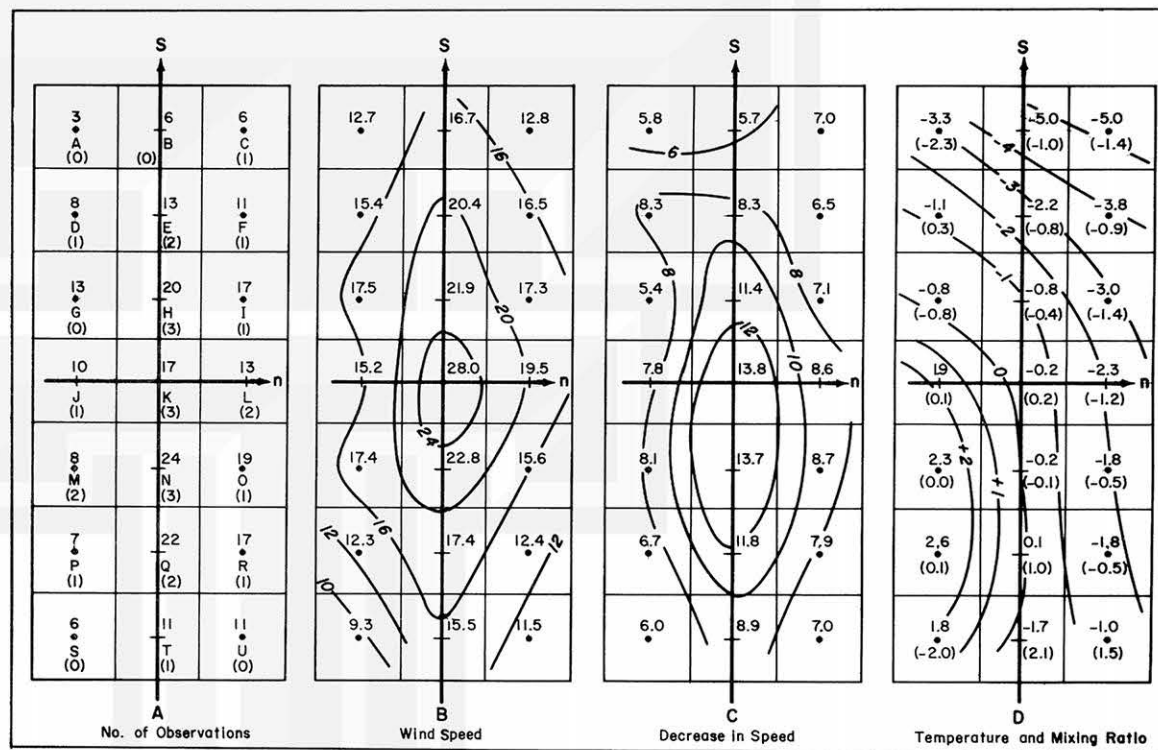 S
3
A
(0)
6
B
(0)
6
C
(1)
8
D
(1)
13
E
(2)
11
F
(1)
13
G
(0)
20
H
(3)
17
I
(1)
10
J
(1)
17
K
(3)
13
L
(2)
n
8
M
(2)
24
N
(3)
19
O
(1)
7
P
(1)
22
Q
(2)
17
R
(1)
6
S
(0)
11
T
(1)
11
U
(0)
A
No. of Observations
S
12.7 16.7 12.8
16
15.4 20.4 16.5
17.5 21.9 17.3
20
15.2 28.0 19.5
n
24
17.4 22.8 15.6
16
12.3 17.4 12.4
12 12
10
9.3 15.5 11.5
B
Wind Speed
S
5.8 5.7 7.0
6
8.3 8.3 6.5
8 8
5.4 11.4 7.1
12
10
7.8 13.8 8.6
n
8.1 13.7 8.7
6.7 11.8 7.9
6.0 8.9 7.0
C
Decrease in Speed
S
-3.3 -5.0 -5.0
(-2.3) (-1.0) (-1.4)
-4
-3
-1.1 -2.2 -3.8
(0.3) (-0.8) (-0.9)
-2
-1
-0.8 -0.8 -3.0
(-0.8) (-0.4) (-1.4)
0
19 -0.2 -2.3
n
(0.1) (0.2) (-1.2)
+2
2.3 -0.2 -1.8
(0.0) (-0.1) (-0.5)
+1
2.6 0.1 -1.8
(0.1) (1.0) (-0.5)
1.8 -1.7 -1.0
(-2.0) (2.1) (1.5)
D
Temperature and Mixing Ratio